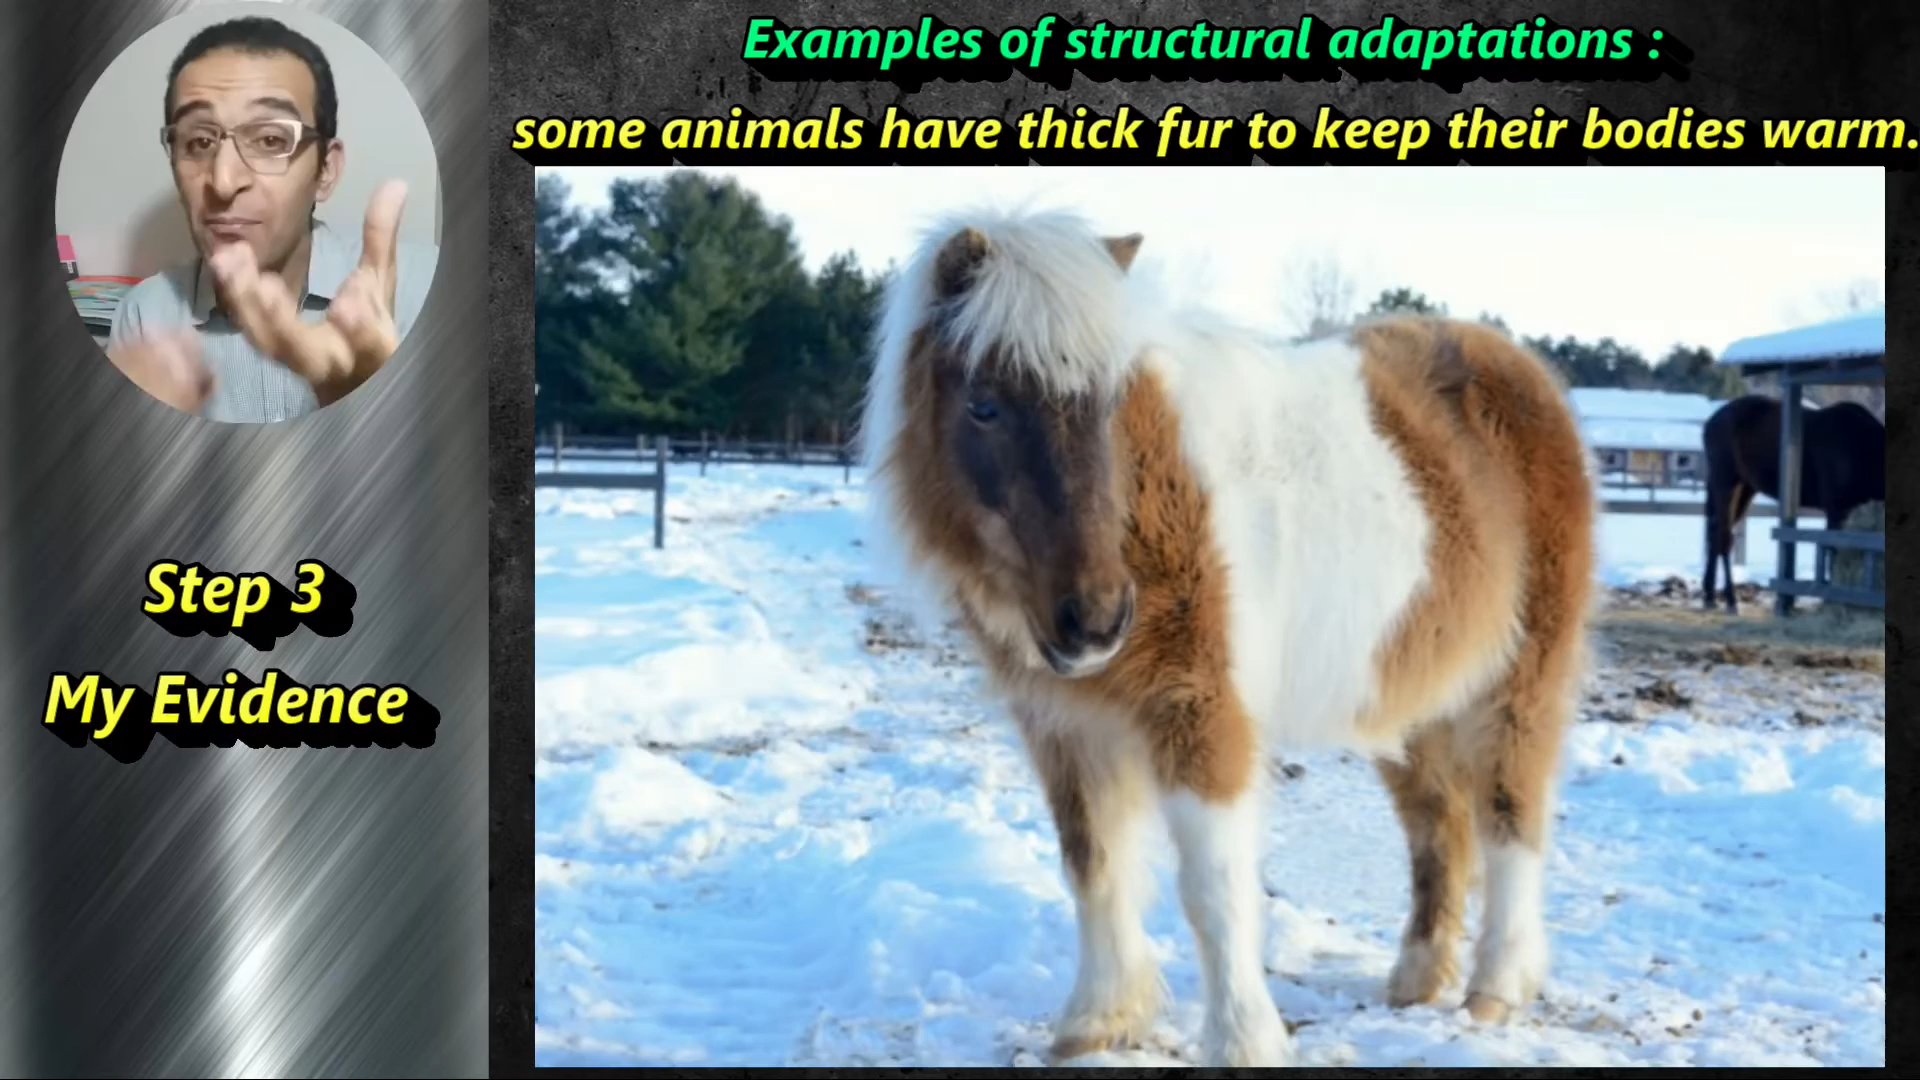 Examples of structural adaptations :
some animals have thick fur to keep their bodies warm.
Step 3
My Evidence